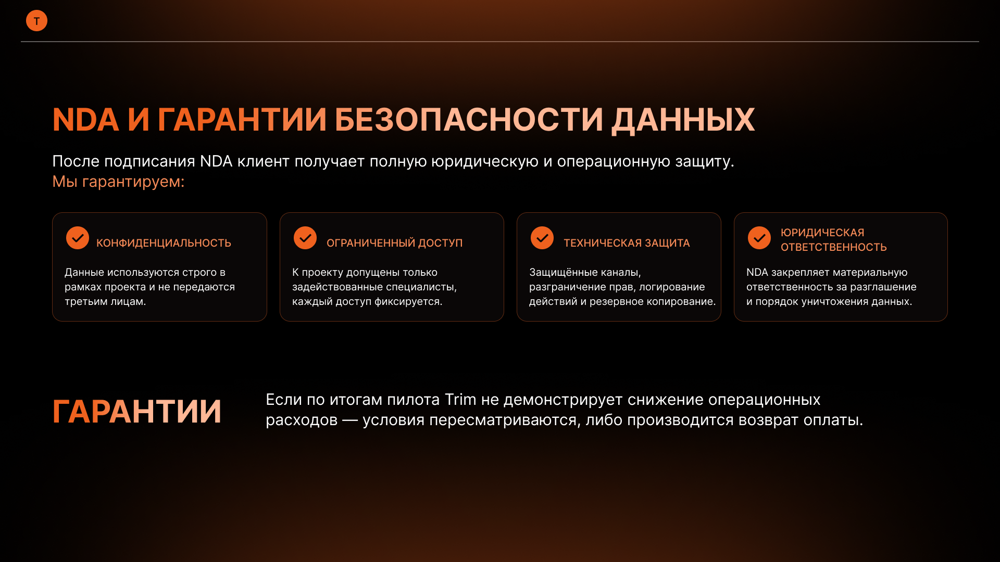 T
NDA И ГАРАНТИИ БЕЗОПАСНОСТИ ДАННЫХ
После подписания NDA клиент получает полную юридическую и операционную защиту.
Мы гарантируем:
КОНФИДЕНЦИАЛЬНОСТЬ
Данные используются строго в
рамках проекта и не передаются
третьим лицам.
ОГРАНИЧЕННЫЙ ДОСТУП
К проекту допущены только
задействованные специалисты,
каждый доступ фиксируется.
ТЕХНИЧЕСКАЯ ЗАЩИТА
Защищённые каналы,
разграничение прав, логирование
действий и резервное копирование.
ЮРИДИЧЕСКАЯ
ОТВЕТСТВЕННОСТЬ
NDA закрепляет материальную
ответственность за разглашение
и порядок уничтожения данных.
ГАРАНТИИ
Если по итогам пилота Trim не демонстрирует снижение операционных
расходов — условия пересматриваются, либо производится возврат оплаты.